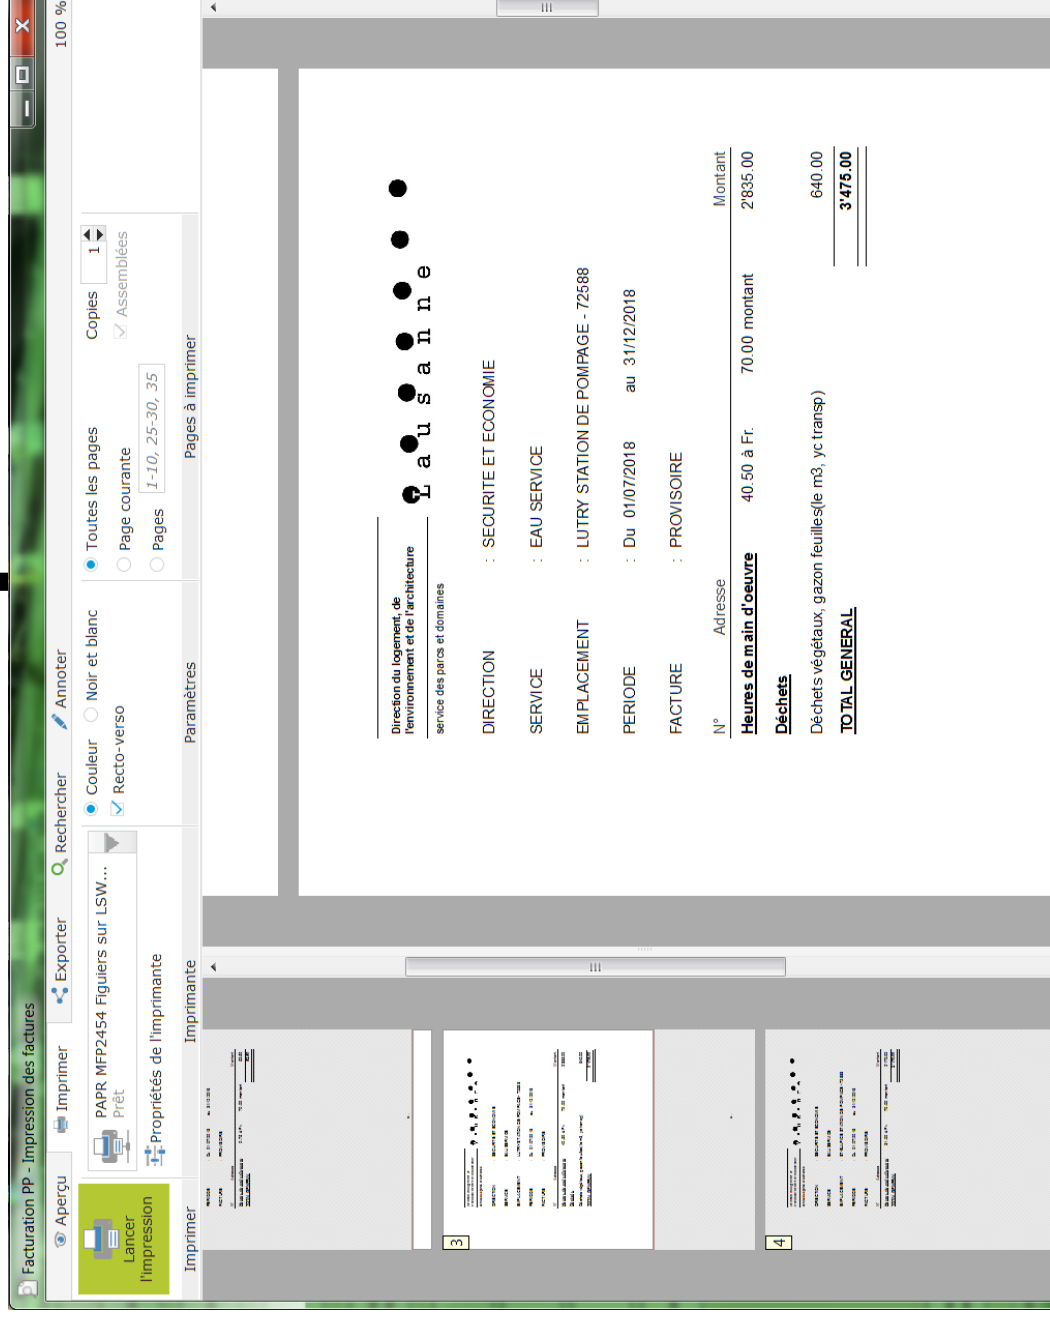 Facturation PP - Impression des factures
Aperçu Imprimer Exporter Rechercher Annoter 100 %
Lancer l'impression
Imprimer
PAPR MFP2454 Figuiers sur LSW...
Prêt
Propriétés de l'imprimante
Imprimante
Couleur Noir et blanc
Recto-verso
Paramètres
Toutes les pages
Page courante
Pages 1-10, 25-30, 35
Copies 1
Assemblées
Pages à imprimer
3
4
Direction du logement, de
l'environnement et de l'architecture
service des parcs et domaines
Lausanne
DIRECTION : SECURITE ET ECONOMIE
SERVICE : EAU SERVICE
EMPLACEMENT : LUTRY STATION DE POMPAGE - 72588
PERIODE : Du 01/07/2018 au 31/12/2018
FACTURE : PROVISOIRE
N° Adresse Montant
Heures de main d'oeuvre 40.50 à Fr. 70.00 montant 2'835.00
Déchets
Déchets végétaux, gazon feuilles(le m3, yc transp) 640.00
TOTAL GENERAL 3'475.00